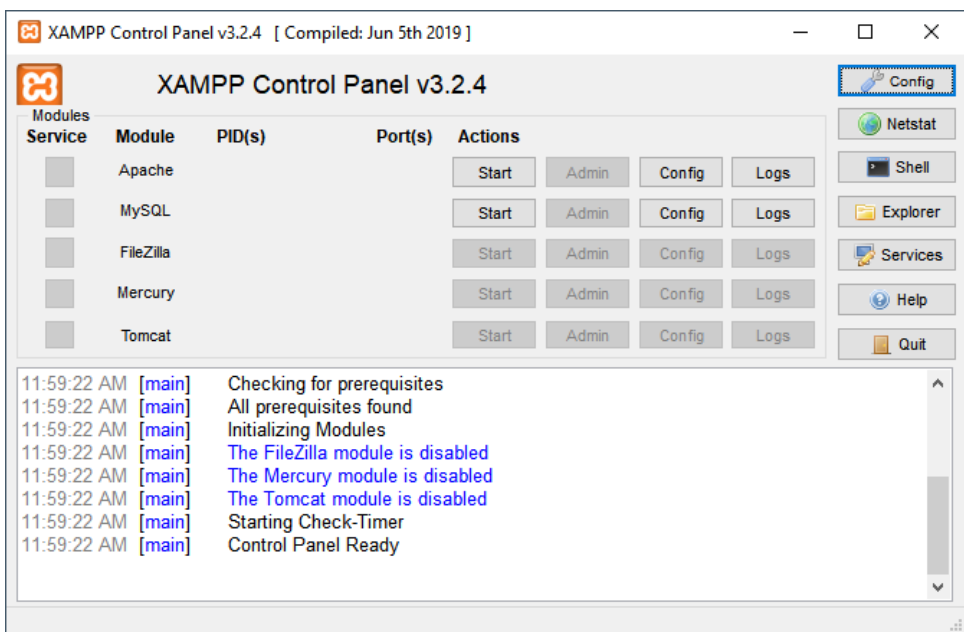 XAMPP Control Panel v3.2.4 [ Compiled: Jun 5th 2019 ]
XAMPP Control Panel v3.2.4
Config
Modules
Netstat
Service Module PID(s) Port(s) Actions
Apache Start Admin Config Logs
Shell
MySQL Start Admin Config Logs
Explorer
FileZilla Start Admin Config Logs
Services
Mercury Start Admin Config Logs
Help
Tomcat Start Admin Config Logs
Quit
11:59:22 AM [main] Checking for prerequisites
11:59:22 AM [main] All prerequisites found
11:59:22 AM [main] Initializing Modules
11:59:22 AM [main] The FileZilla module is disabled
11:59:22 AM [main] The Mercury module is disabled
11:59:22 AM [main] The Tomcat module is disabled
11:59:22 AM [main] Starting Check-Timer
11:59:22 AM [main] Control Panel Ready